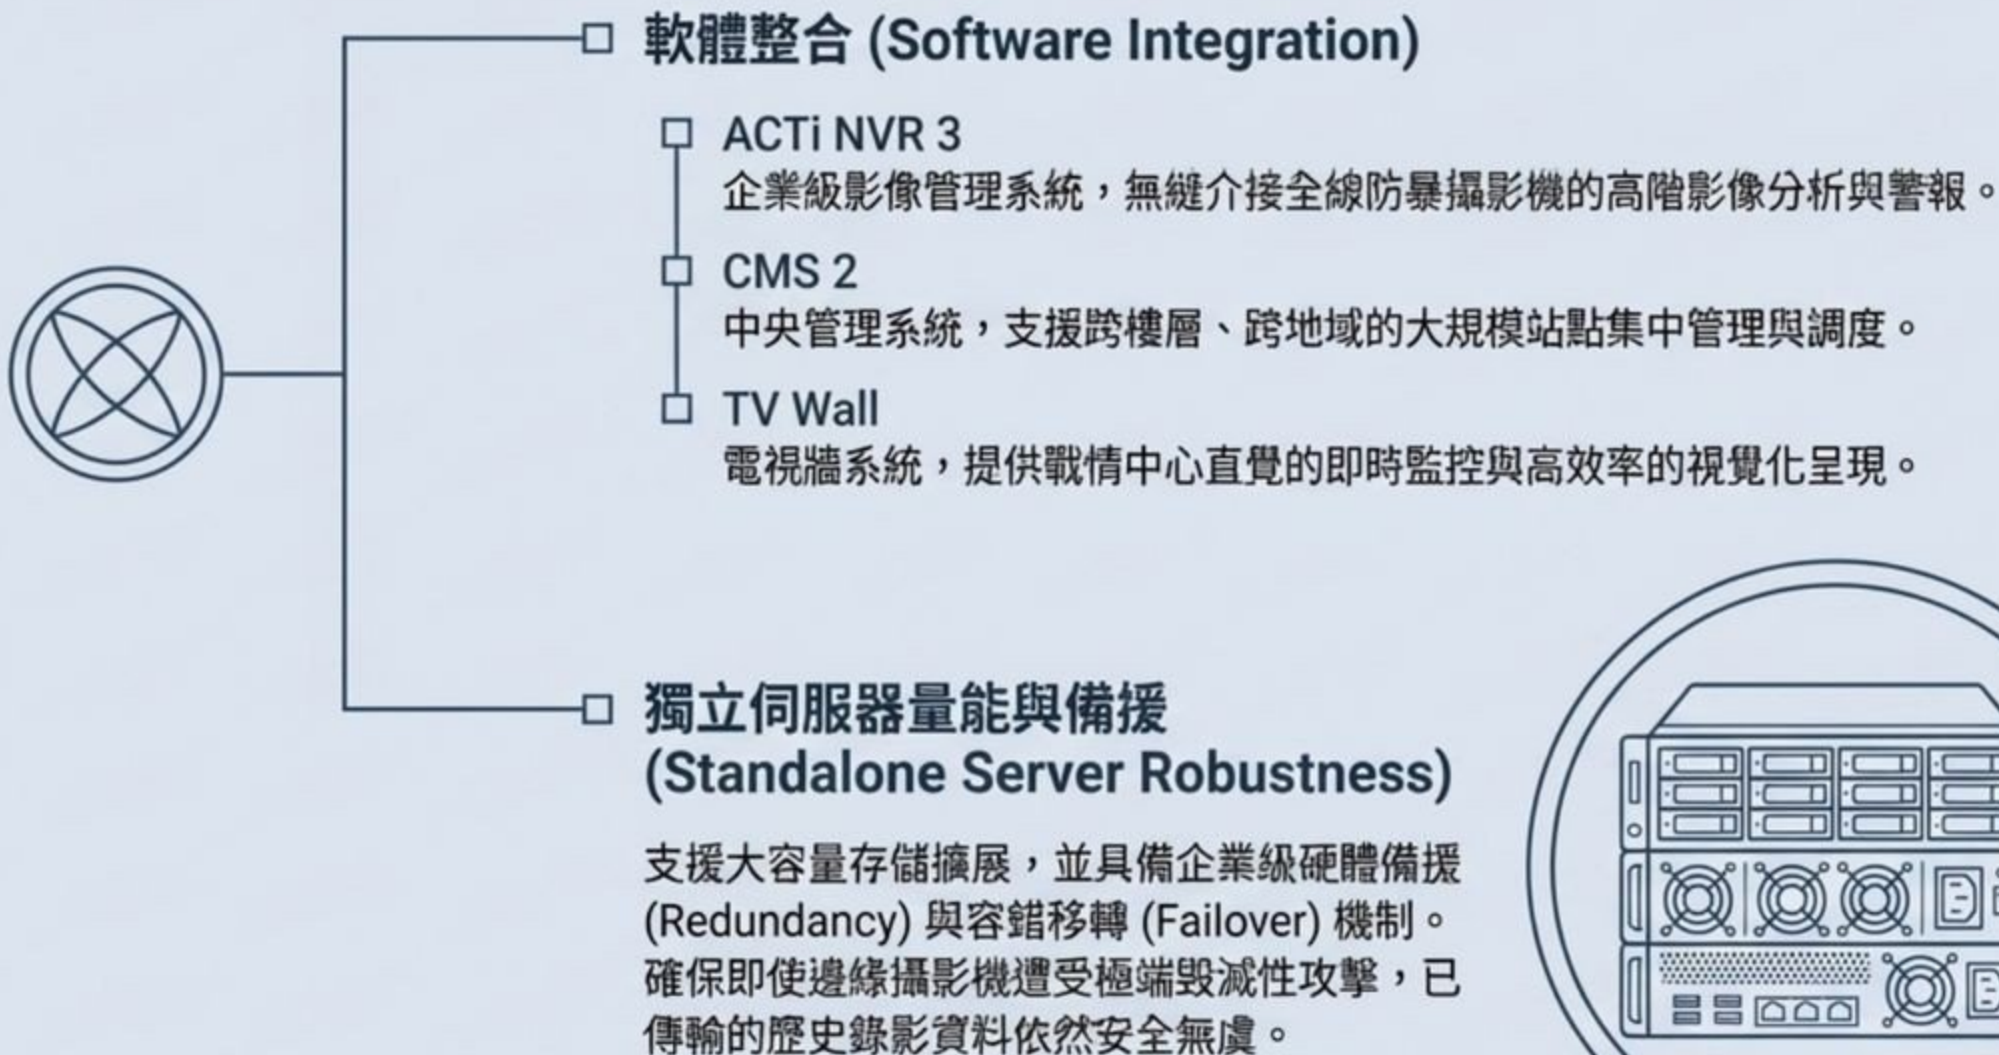 軟體整合 (Software Integration)
ACTi NVR 3
企業級影像管理系統，無縫介接全線防暴攝影機的高階影像分析與警報。
CMS 2
中央管理系統，支援跨樓層、跨地域的大規模站點集中管理與調度。
TV Wall
電視牆系統，提供戰情中心直覺的即時監控與高效率的視覺化呈現。
獨立伺服器量能與備援
(Standalone Server Robustness)
支援大容量存儲擴展，並具備企業級硬體備援
(Redundancy) 與容錯移轉 (Failover) 機制。
確保即使邊緣攝影機遭受極端毀滅性攻擊，已
傳輸的歷史錄影資料依然安全無虞。